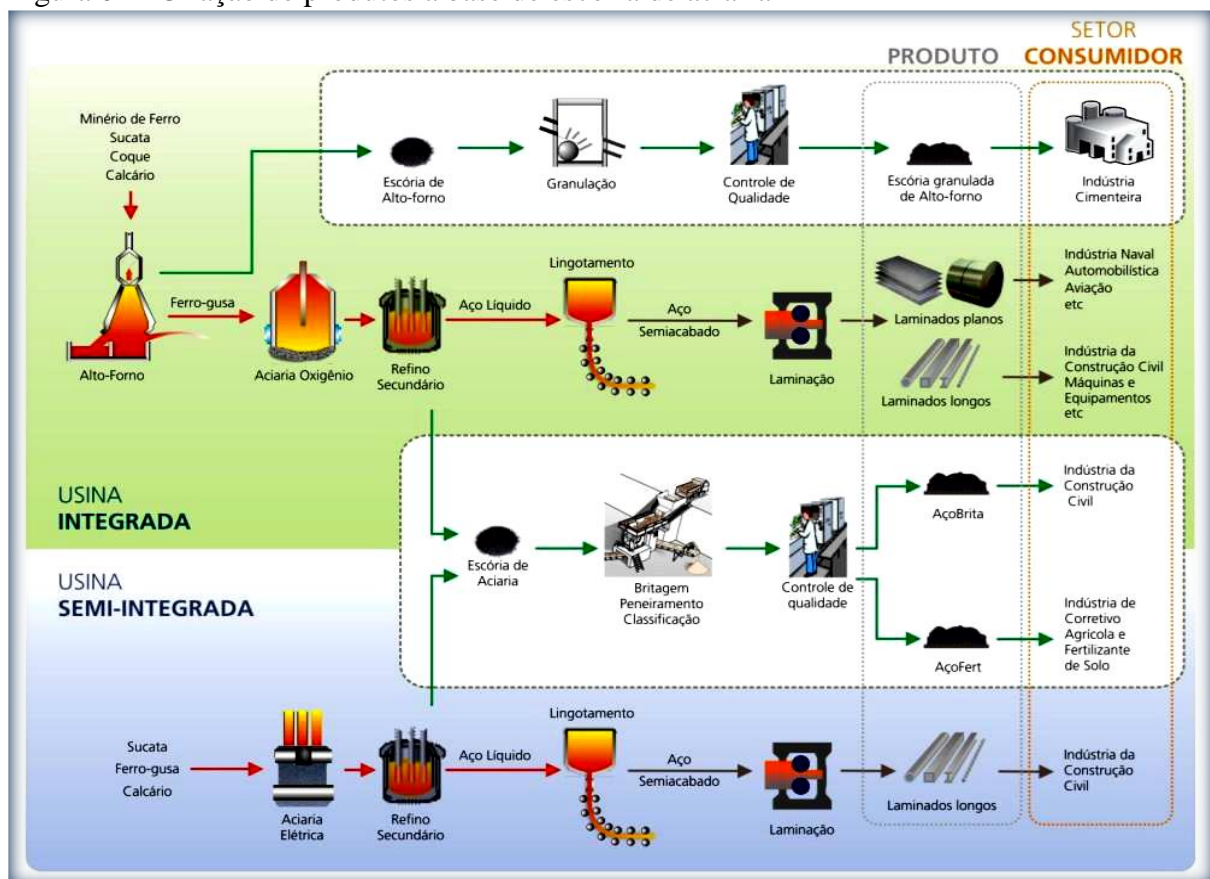 PRODUTO
SETOR
CONSUMIDOR
Minério de Ferro
Sucata
Coque
Calcário
Escória de
Alto-forno
Granulação
Controle de
Qualidade
Escória granulada
de Alto-forno
Indústria
Cimenteira
Alto-Forno
Ferro-gusa
Aciaria Oxigênio
Refino
Secundário
Aço Líquido
Lingotamento
Aço
Semiacabado
Laminação
Laminados planos
Indústria Naval
Automobilística
Aviação
etc
Laminados longos
Indústria da
Construção Civil
Máquinas e
Equipamentos
etc
USINA
INTEGRADA
Escória de
Aciaria
Britagem
Peneiramento
Classificação
Controle de
qualidade
AçoBrita
Indústria da
Construção
Civil
AçoFert
Indústria de
Corretivo
Agrícola e
Fertilizante
de Solo
USINA
SEMI-INTEGRADA
Sucata
Ferro-gusa
Calcário
Aciaria
Elétrica
Refino
Secundário
Aço Líquido
Lingotamento
Aço
Semiacabado
Laminação
Laminados longos
Indústria da
Construção
Civil